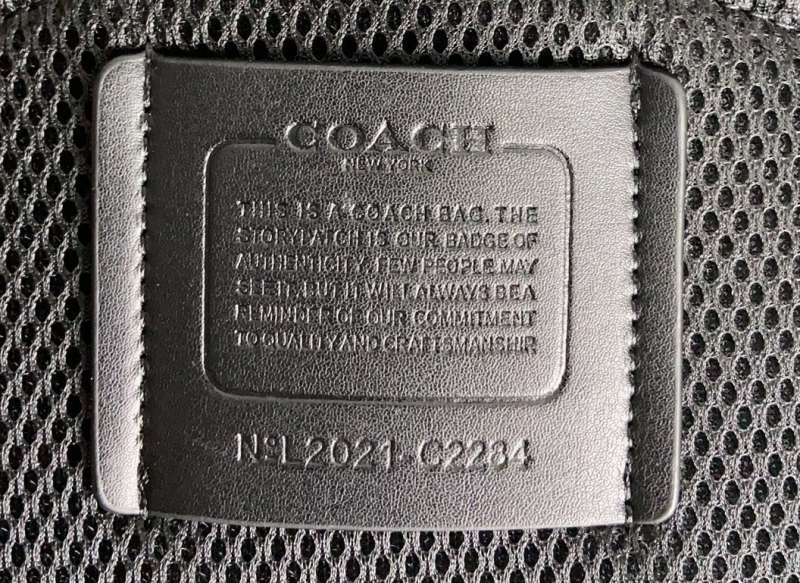 COACH
NEW YORK
THIS IS A COACH BAG. THE
STORYPATCH IS OUR BADGE OF
AUTHENTICITY. FEW PEOPLE MAY
SEE IT, BUT IT WILL ALWAYS BE A
REMINDER OF OUR COMMITMENT
TO QUALITY AND CRAFTSMANSHIP.
Nº L2021-C2284